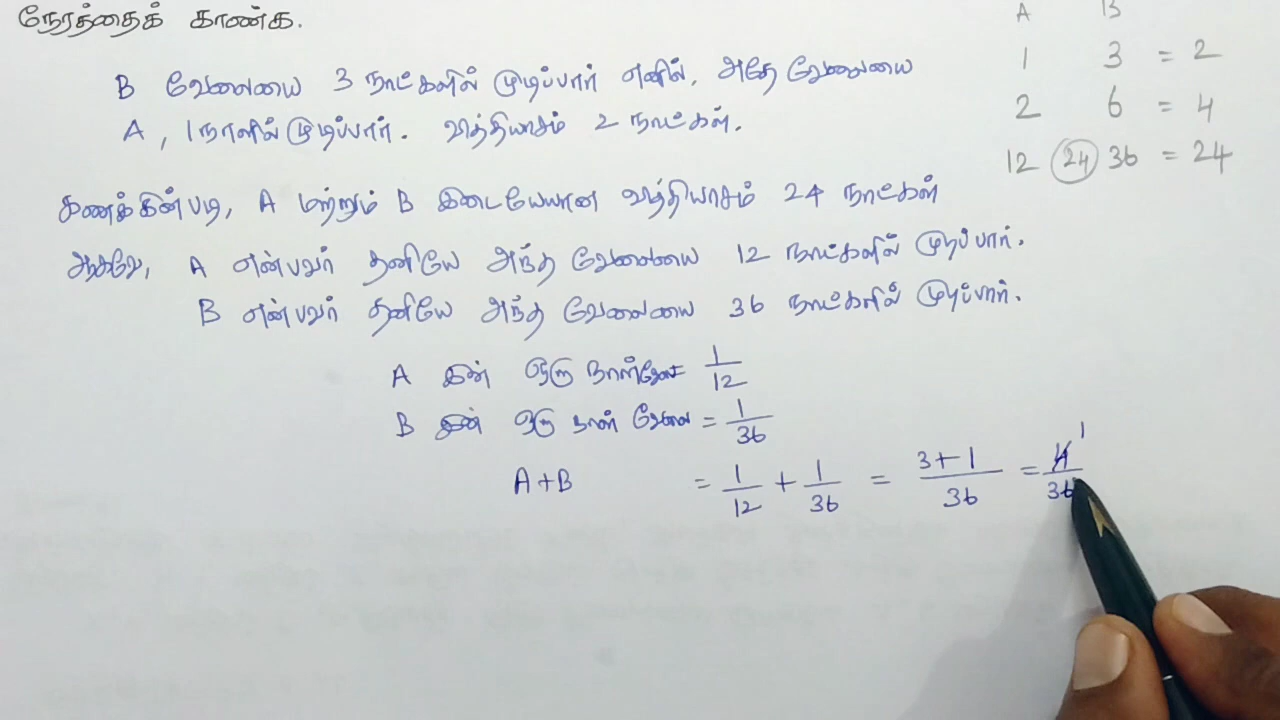 நேரத்தைக் காண்க.
A B
1 3 = 2
2 6 = 4
12 24 36 = 24
B வேலையை 3 நாட்களில் முடிப்பார் எனில், அதே வேலையை
A, 1 நாளில் முடிப்பார். வித்தியாசம் 2 நாட்கள்.
கணக்கின்படி, A மற்றும் B இடையேயான வித்தியாசம் 24 நாட்கள்
ஆகவே, A என்பவர் தனியே அந்த வேலையை 12 நாட்களில் முடிப்பார்.
B என்பவர் தனியே அந்த வேலையை 36 நாட்களில் முடிப்பார்.
A இன் ஒரு நாள் வேலை = 1/12
B இன் ஒரு நாள் வேலை = 1/36
A+B = 1/12 + 1/36 = 3+1/36 = 4/36 1